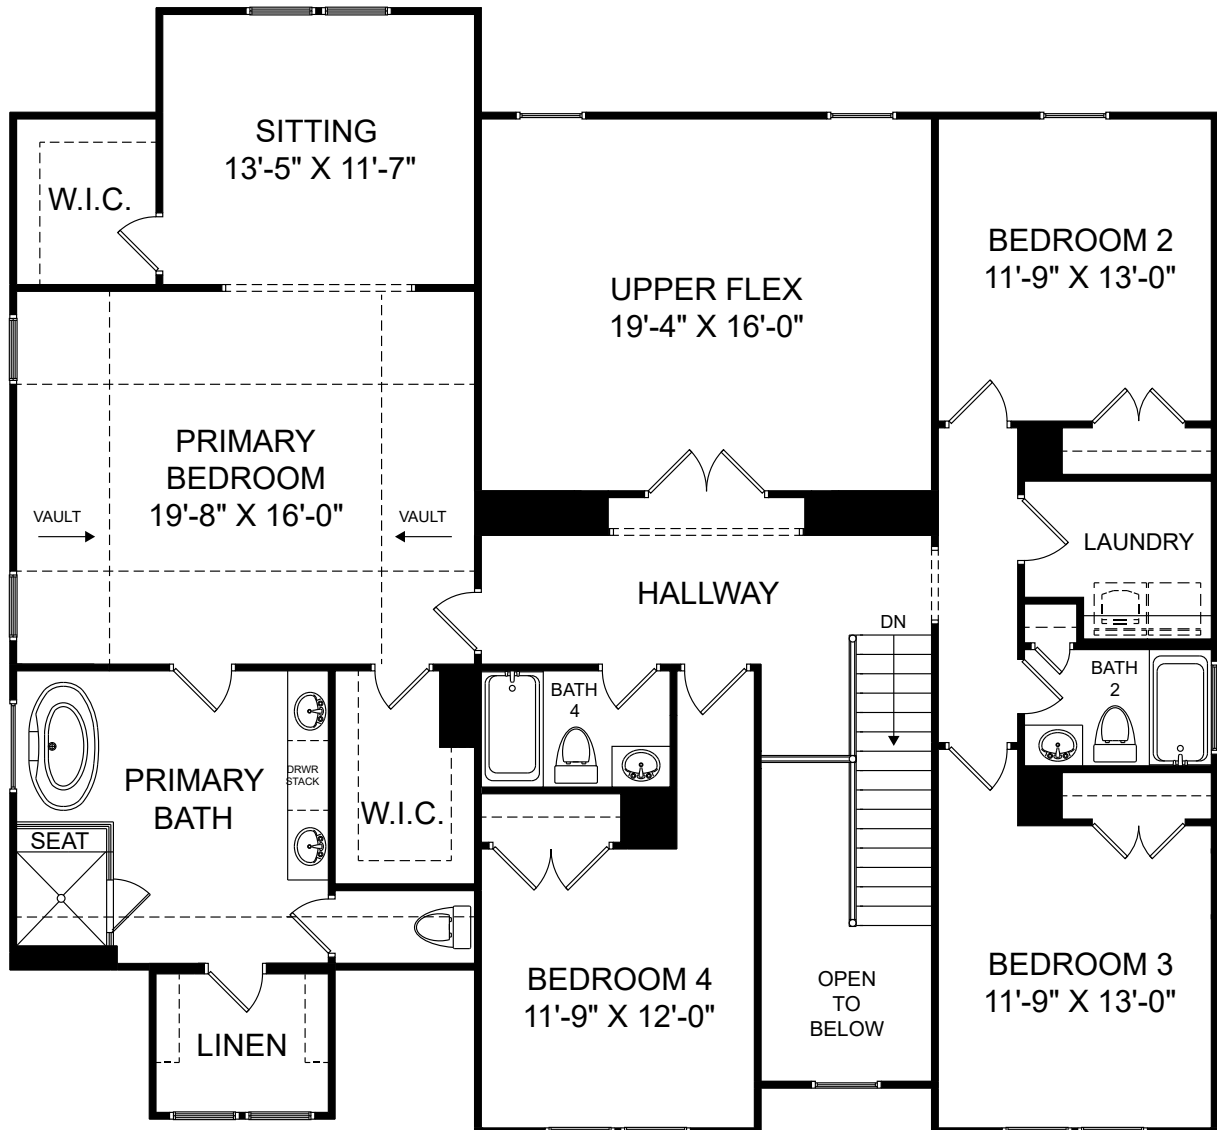 SITTING
13'-5" X 11'-7"
W.I.C.
UPPER FLEX
19'-4" X 16'-0"
BEDROOM 2
11'-9" X 13'-0"
PRIMARY
BEDROOM
19'-8" X 16'-0"
VAULT
VAULT
HALLWAY
LAUNDRY
DN
BATH
4
BATH
2
PRIMARY
BATH
DRWR
STACK
W.I.C.
SEAT
BEDROOM 4
11'-9" X 12'-0"
OPEN
TO
BELOW
BEDROOM 3
11'-9" X 13'-0"
LINEN